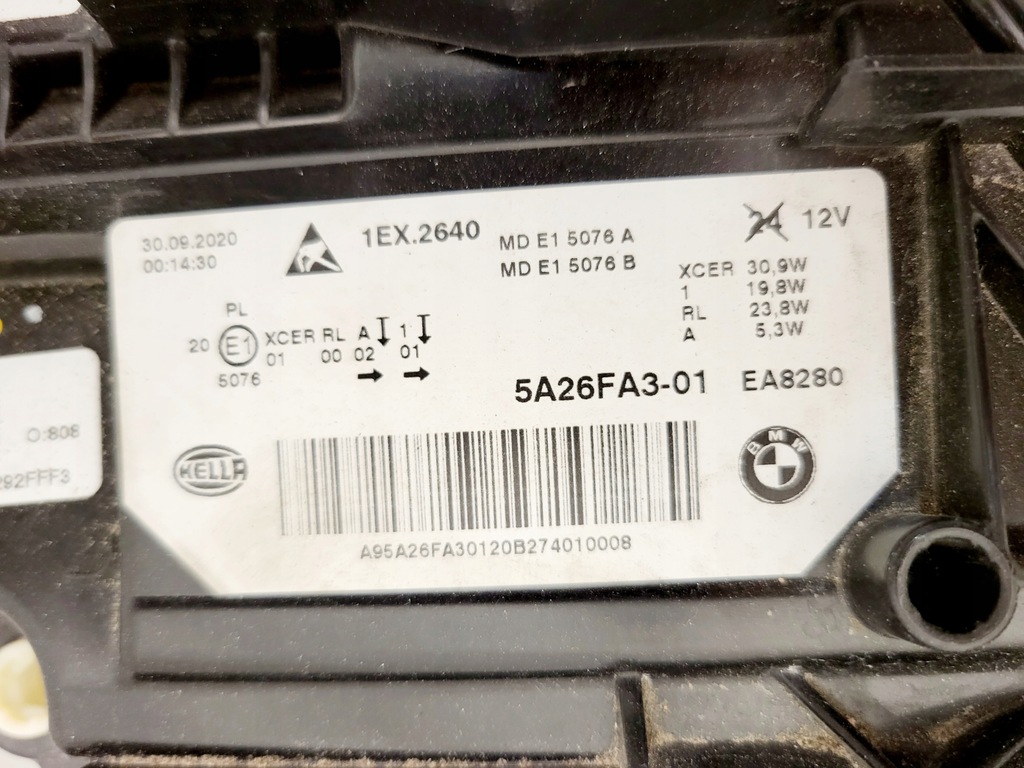 30.09.2020
00:14:30
1EX.2640
MD E1 5076 A
MD E1 5076 B
24 12V
XCER 30,9W
1 19,8W
RL 23,8W
A 5,3W
PL
20 E1 XCER RL A 1
01 00 02 01
5076
5A26FA3-01 EA8280
HELLA
BMW
A95A26FA30120B274010008
O:808
292FFF3